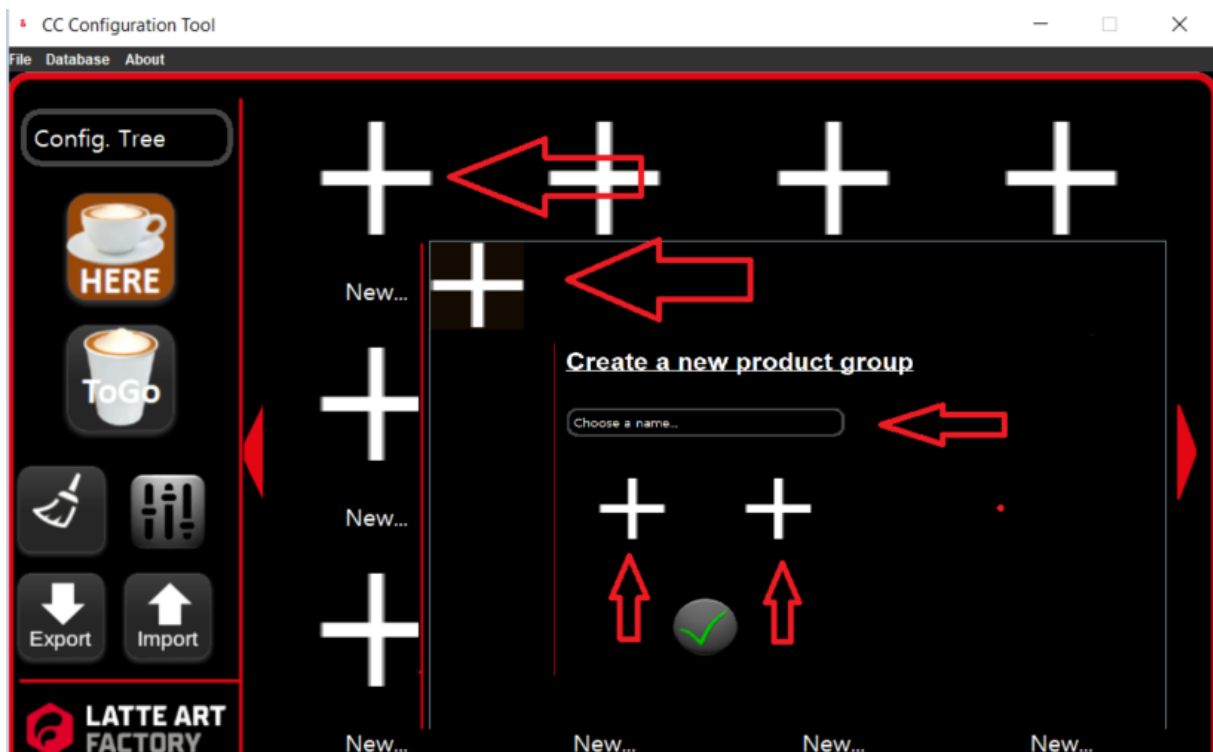 CC Configuration Tool
File Database About
Config. Tree
HERE
New...
Create a new product group
ToGo
Choose a name...
New...
Export Import
LATTE ART
FACTORY
New... New... New... New...